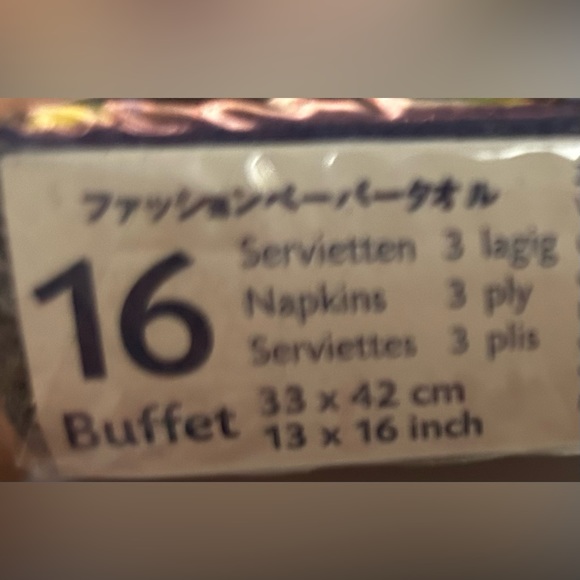 ファッションペーパータオル
16
Servietten 3 lagig
Napkins 3 ply
Serviettes 3 plis
Buffet
33 x 42 cm
13 x 16 inch